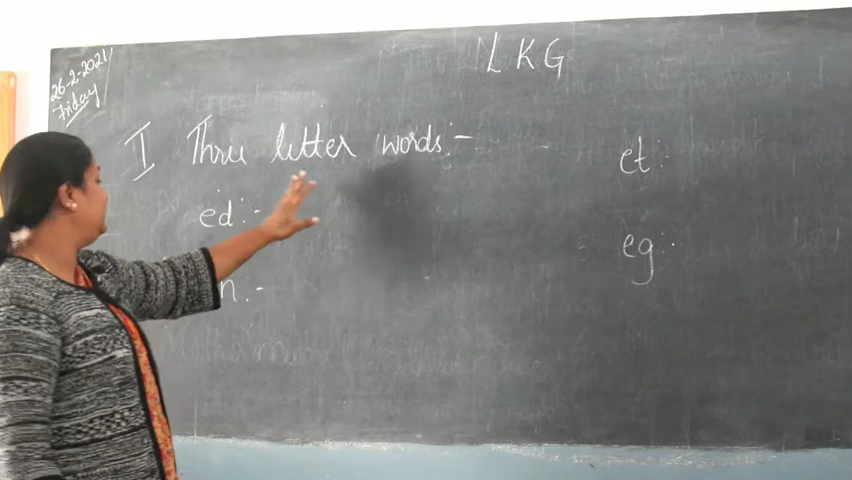 LKG
26-2-2021
Friday
I Three letter words:-
ed:-
et:-
n:-
eg:-